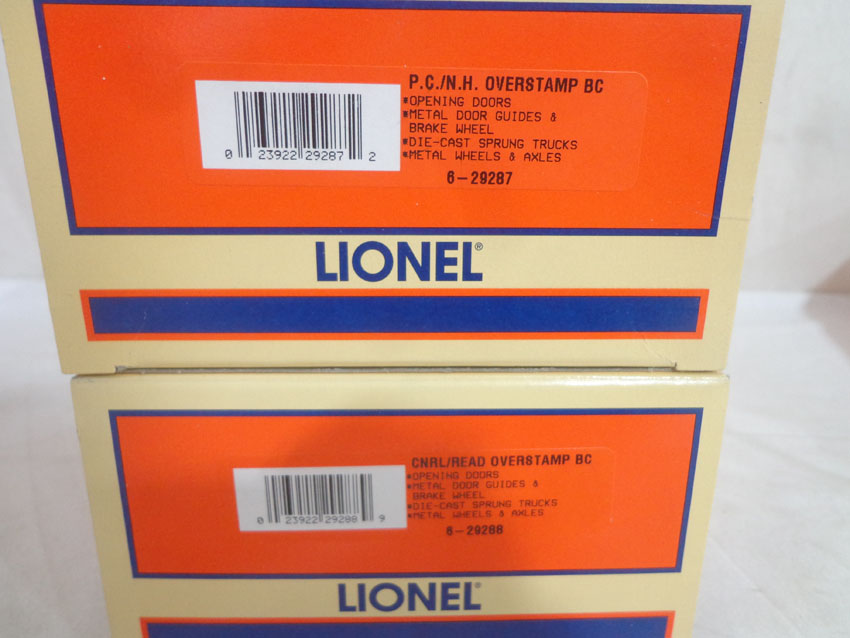 P.C./N.H. OVERSTAMP BC
*OPENING DOORS
*METAL DOOR GUIDES &
BRAKE WHEEL
*DIE-CAST SPRUNG TRUCKS
*METAL WHEELS & AXLES
6-29287
0 23922 29287 2
LIONEL®
CNRL/READ OVERSTAMP BC
*OPENING DOORS
*METAL DOOR GUIDES &
BRAKE WHEEL
*DIE-CAST SPRUNG TRUCKS
*METAL WHEELS & AXLES
6-29288
0 23922 29288 9
LIONEL®